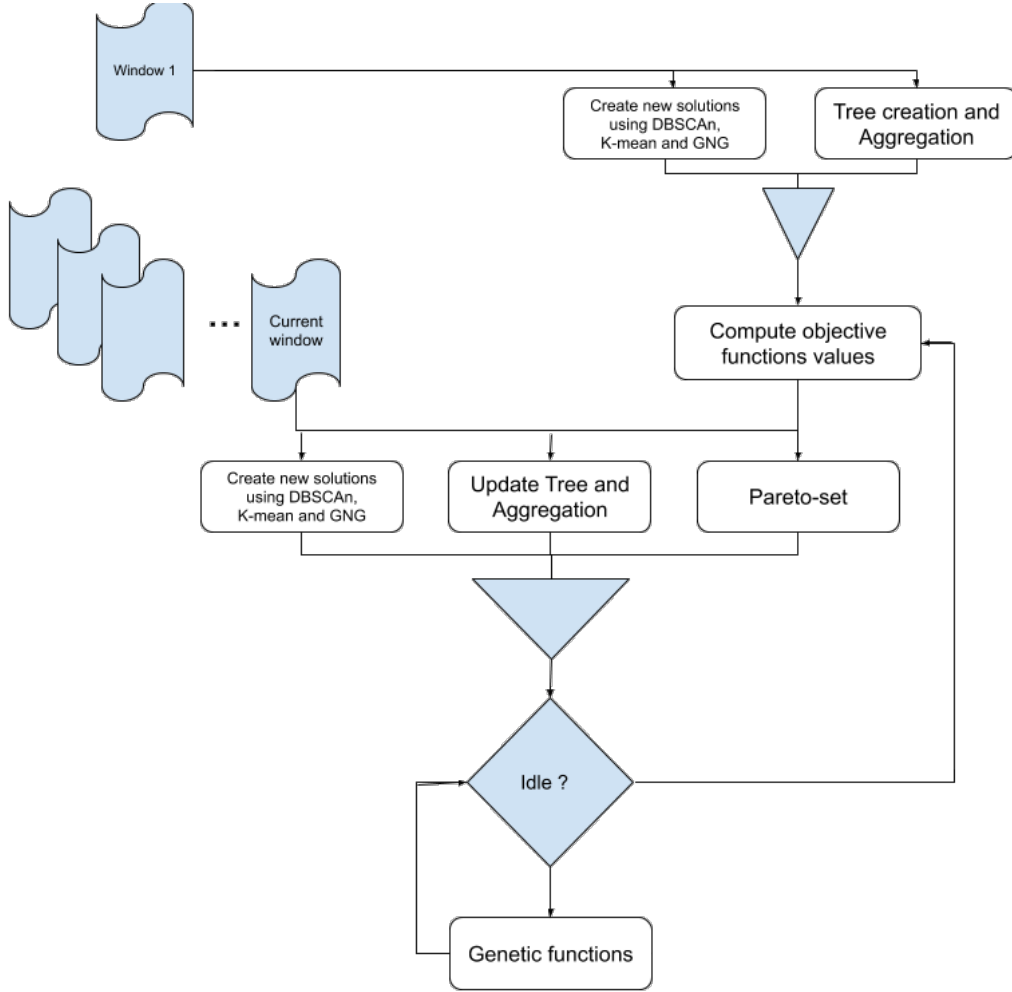 Window 1
Create new solutions
using DBSCAn,
K-mean and GNG
Tree creation and
Aggregation
...
Current
window
Compute objective
functions values
Create new solutions
using DBSCAn,
K-mean and GNG
Update Tree and
Aggregation
Pareto-set
Idle ?
Genetic functions